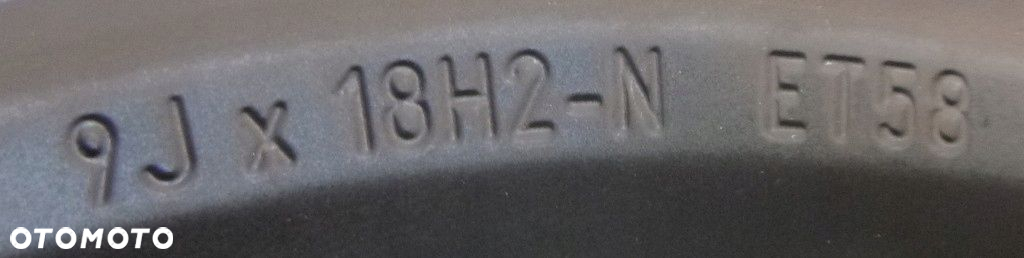 9J x 18H2-N ET58
OTOMOTO